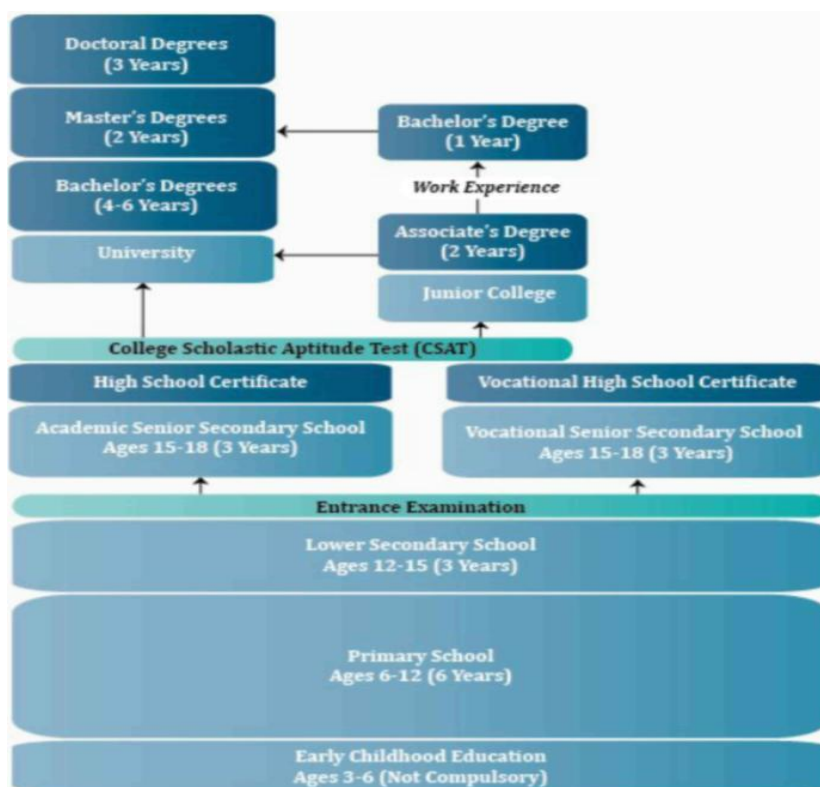 Doctoral Degrees
(3 Years)
Master's Degrees
(2 Years)
Bachelor's Degree
(1 Year)
Bachelor's Degrees
(4-6 Years)
Work Experience
University
Associate's Degree
(2 Years)
Junior College
College Scholastic Aptitude Test (CSAT)
High School Certificate
Vocational High School Certificate
Academic Senior Secondary School
Ages 15-18 (3 Years)
Vocational Senior Secondary School
Ages 15-18 (3 Years)
Entrance Examination
Lower Secondary School
Ages 12-15 (3 Years)
Primary School
Ages 6-12 (6 Years)
Early Childhood Education
Ages 3-6 (Not Compulsory)